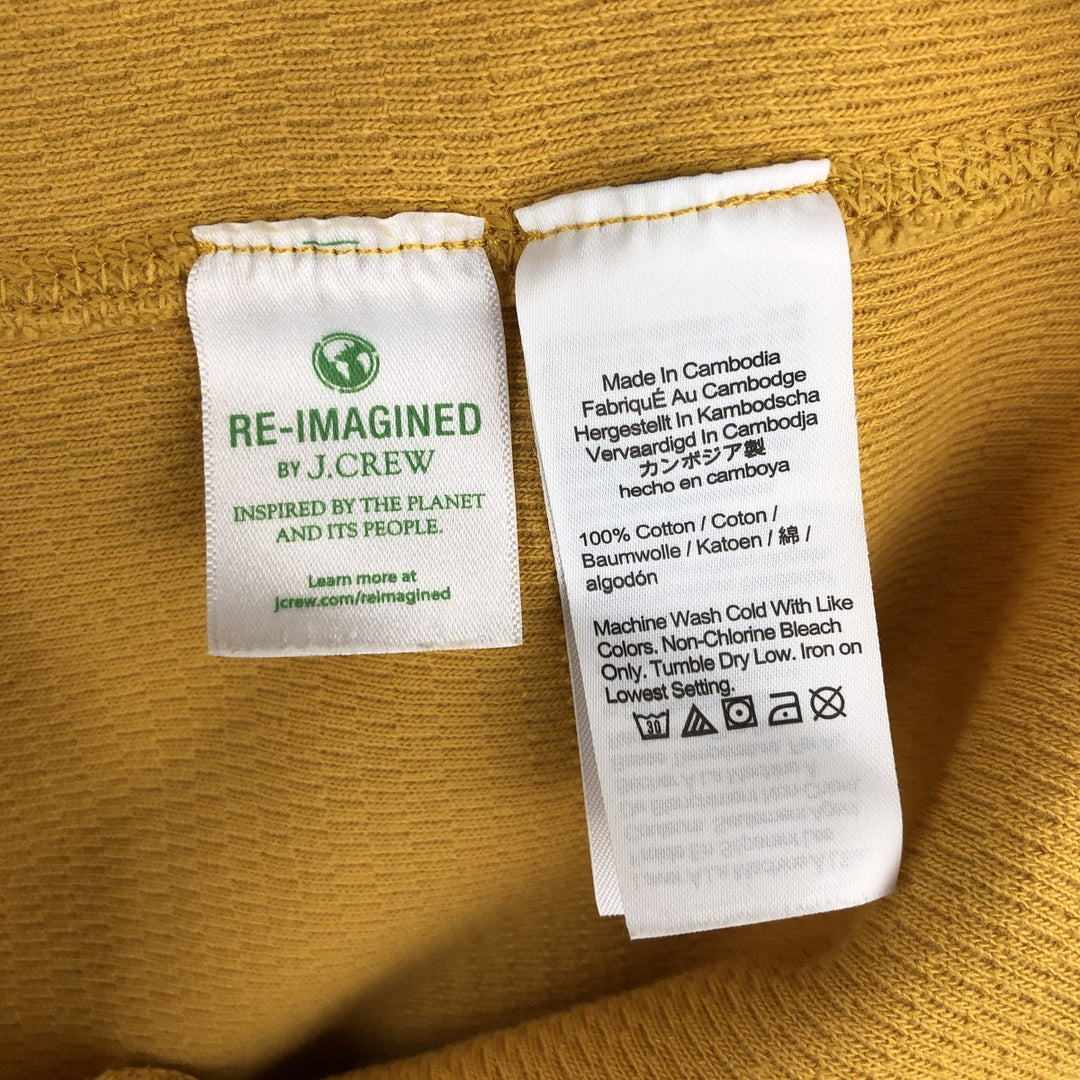 RE-IMAGINED
BY J.CREW
INSPIRED BY THE PLANET
AND ITS PEOPLE.
Learn more at
jcrew.com/reimagined
Made In Cambodia
FabriquÉ Au Cambodge
Hergestellt In Kambodscha
Vervaardigd In Cambodja
カンボジア製
hecho en camboya
100% Cotton / Coton /
Baumwolle / Katoen / 綿 /
algodón
Machine Wash Cold With Like
Colors. Non-Chlorine Bleach
Only. Tumble Dry Low. Iron on
Lowest Setting.
30